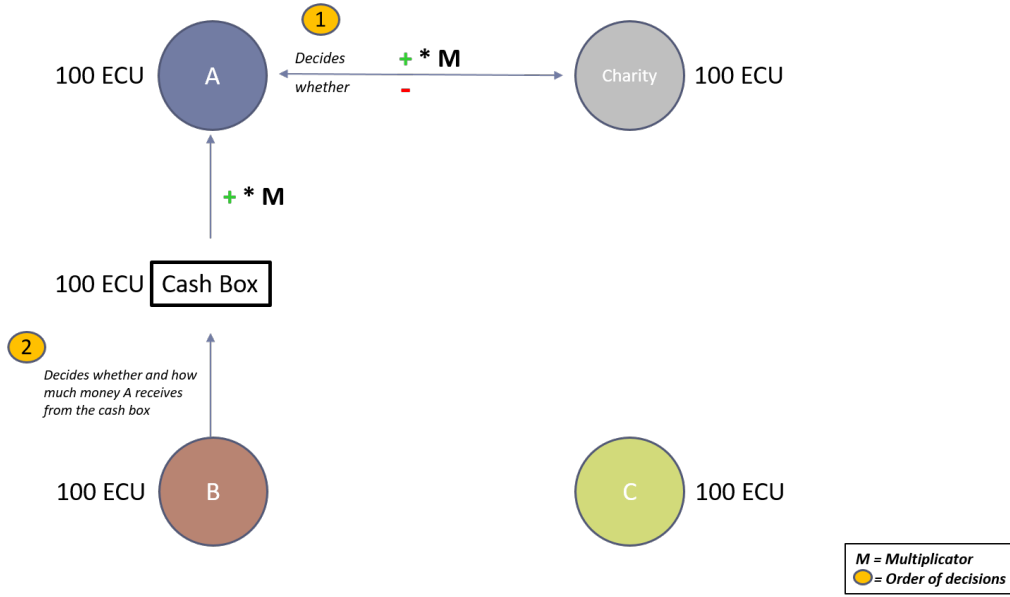 1
100 ECU
A
Decides
whether
+ * M
-
Charity
100 ECU
+ * M
100 ECU
Cash Box
2
Decides whether and how
much money A receives
from the cash box
100 ECU
B
C
100 ECU
M = Multiplicator
= Order of decisions